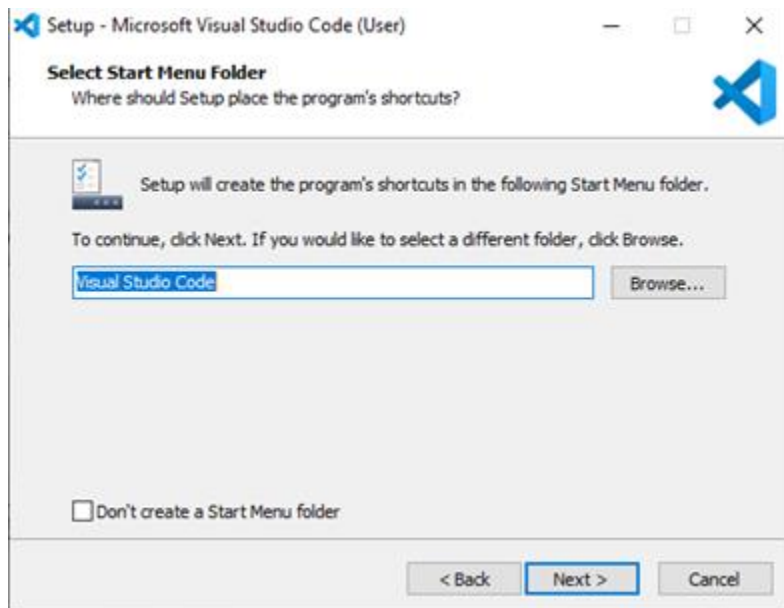 Setup - Microsoft Visual Studio Code (User)
Select Start Menu Folder
Where should Setup place the program's shortcuts?
Setup will create the program's shortcuts in the following Start Menu folder.
To continue, click Next. If you would like to select a different folder, click Browse.
Visual Studio Code
Browse...
Don't create a Start Menu folder
< Back
Next >
Cancel